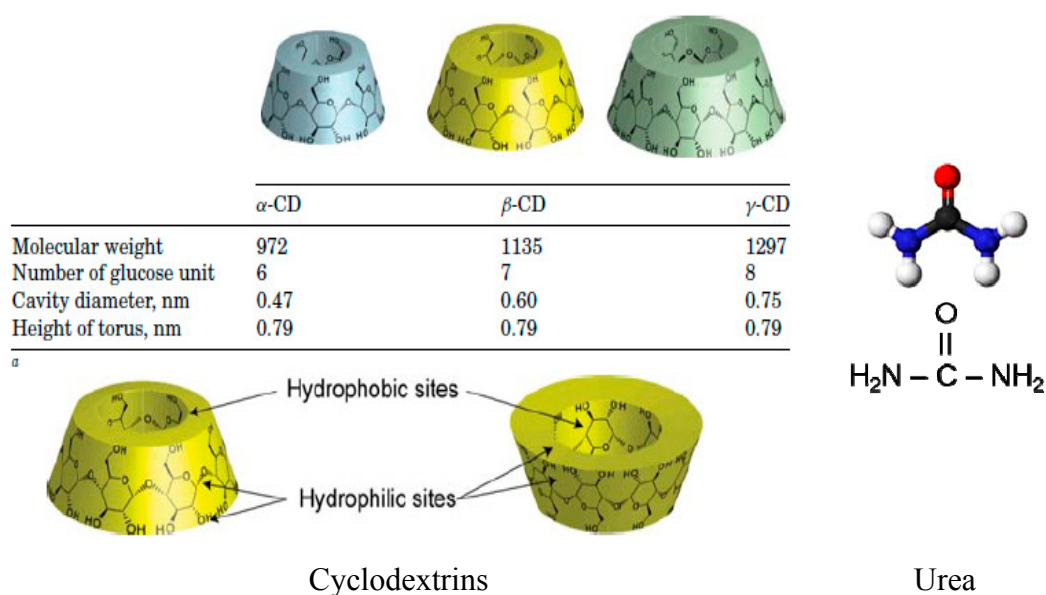 α-CD β-CD γ-CD
Molecular weight 972 1135 1297
Number of glucose unit 6 7 8
Cavity diameter, nm 0.47 0.60 0.75
Height of torus, nm 0.79 0.79 0.79
a
Hydrophobic sites
Hydrophilic sites
O
H₂N – C – NH₂
Cyclodextrins Urea